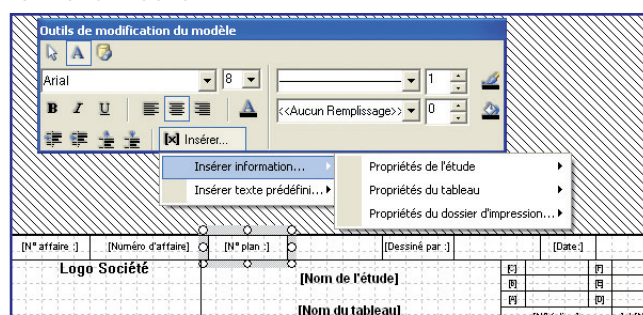 Outils de modification du modèle
A
Arial 8 1
B I U A <<Aucun Remplissage>> 0
[x] Insérer...
Insérer information... Propriétés de l'étude
Insérer texte prédéfini... Propriétés du tableau
Propriétés du dossier d'impression...
[N° affaire :] [Numéro d'affaire] [N° plan :] [Dessiné par :] [Date:]
Logo Société [Nom de l'étude] [C] [F]
[B] [E]
[A] [D]
[Nom du tableau]